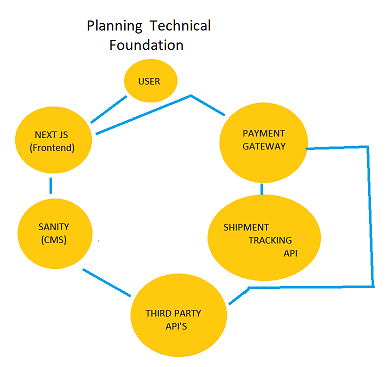 Planning Technical
Foundation
USER
NEXT JS
(Frontend)
PAYMENT
GATEWAY
SANITY
(CMS)
SHIPMENT
TRACKING
API
THIRD PARTY
API'S